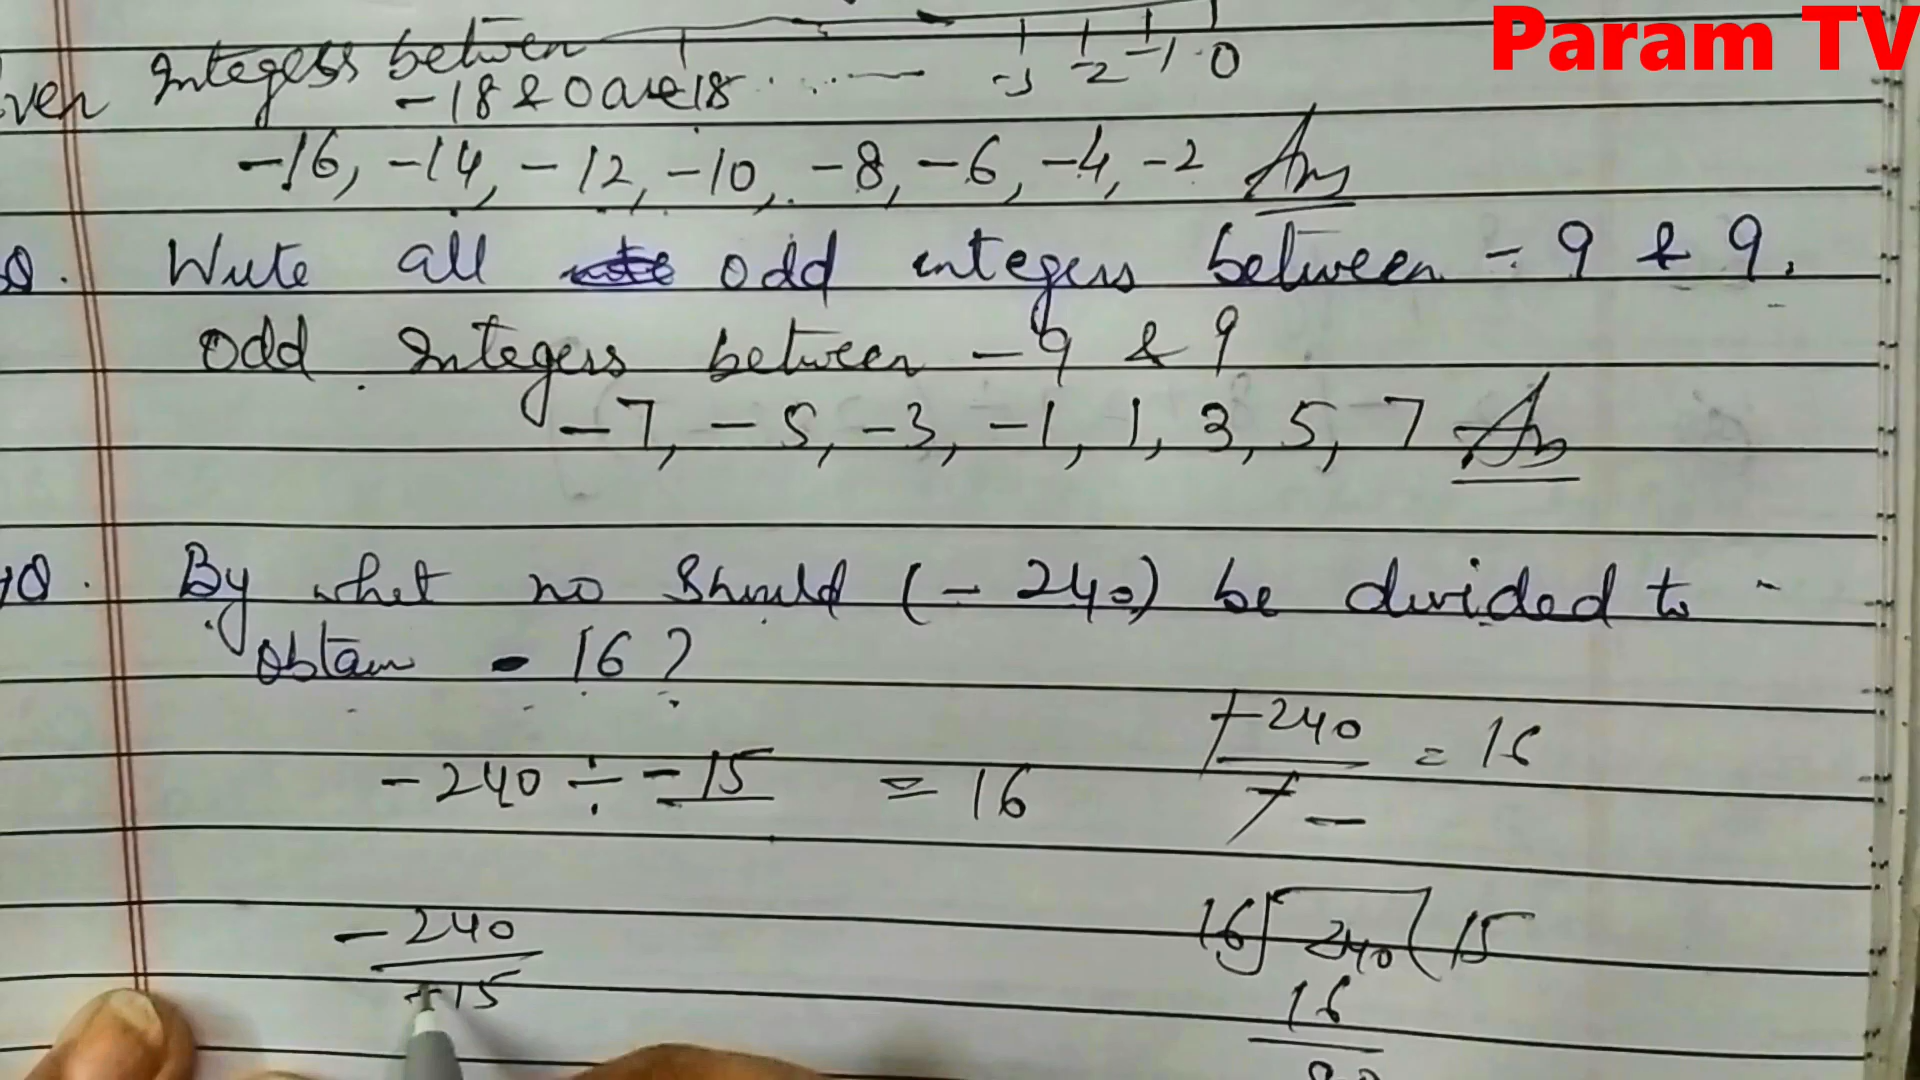 Param TV
Integers between -3 -2 -1 0
ven -18 & 0 are 18 ........
-16, -14, -12, -10, -8, -6, -4, -2 Ans
Q. Write all odd integers between - 9 & 9.
Odd Integers between -9 & 9
-7, -5, -3, -1, 1, 3, 5, 7 Ans
Q. By what no should (-240) be divided to
obtain - 16?
-240 = 16
-240 ÷ -15 = 16
-
-240 16 240 15
-15 16